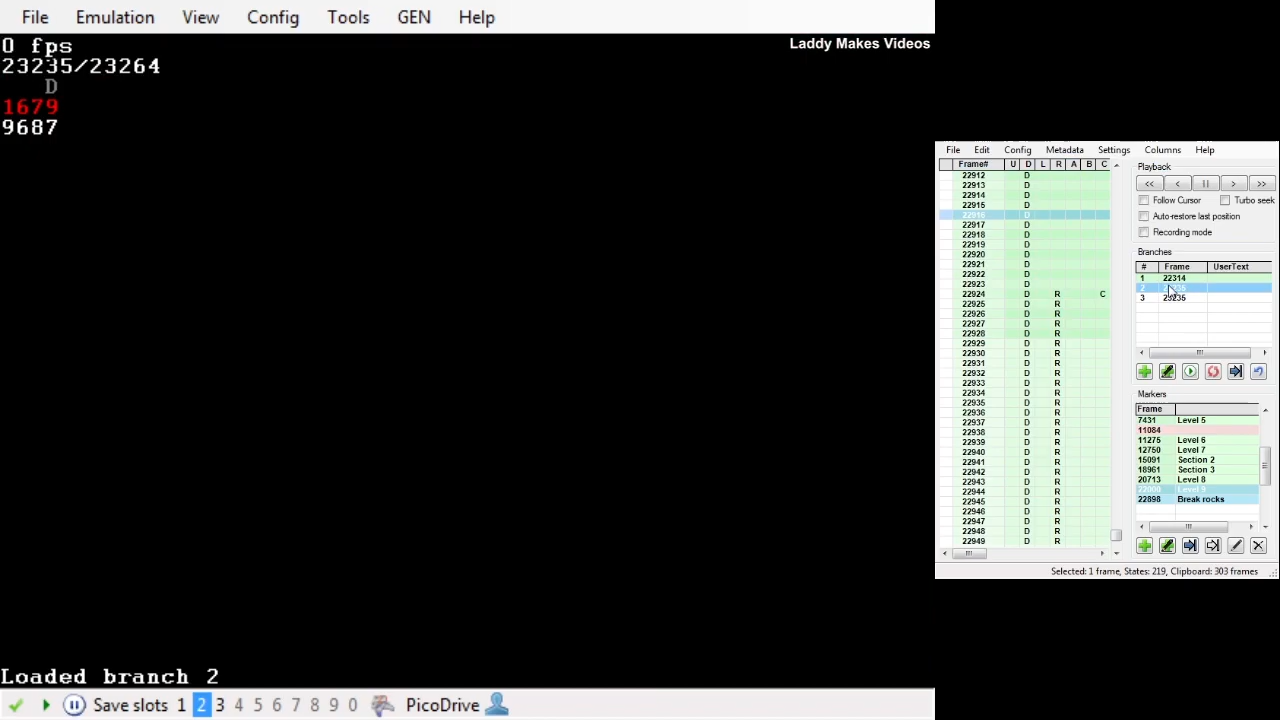 File Emulation View Config Tools GEN Help
0 fps
Laddy Makes Videos
23235/23264
D
1679
9687
Loaded branch 2
Save slots 1 2 3 4 5 6 7 8 9 0 PicoDrive
File Edit Config Metadata Settings Columns Help
Frame# U D L R A B C
22912 D
22913 D
22914 D
22915 D
22916 D
22917 D
22918 D
22919 D
22920 D
22921 D
22922 D
22923 D
22924 D R C
22925 D R
22926 D R
22927 D R
22928 D R
22929 D R
22930 D R
22931 D R
22932 D R
22933 D R
22934 D R
22935 D R
22936 D R
22937 D R
22938 D R
22939 D R
22940 D R
22941 D R
22942 D R
22943 D R
22944 D R
22945 D R
22946 D R
22947 D R
22948 D R
22949 D R
Playback
<< < || > >>
Follow Cursor Turbo seek
Auto-restore last position
Recording mode
Branches
# Frame UserText
1 22314
2
3 23235
Markers
Frame
7431 Level 5
11084
11275 Level 6
12750 Level 7
15091 Section 2
18961 Section 3
20713 Level 8
Level 9
22898 Break rocks
Selected: 1 frame, States: 219, Clipboard: 303 frames